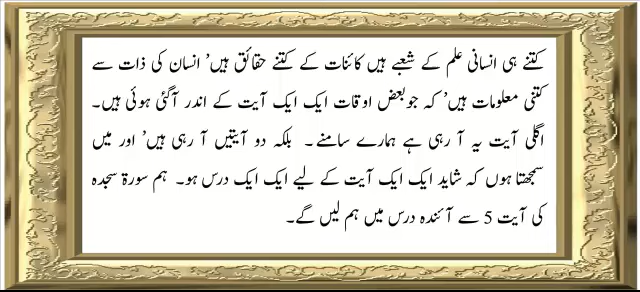 کتنے ہی انسانی علم کے شعبے ہیں کائنات کے کتنے حقائق ہیں’ انسان کی ذات سے
کتنی معلومات ہیں’ کہ جو بعض اوقات ایک ایک آیت کے اندر آگئی ہوئی ہیں۔
اگلی آیت یہ آ رہی ہے ہمارے سامنے۔ بلکہ دو آیتیں آ رہی ہیں’ اور میں
سمجھتا ہوں کہ شاید ایک ایک آیت کے لیے ایک ایک درس ہو۔ ہم سورۃ سجدہ
کی آیت 5 سے آئندہ درس میں ہم لیں گے۔